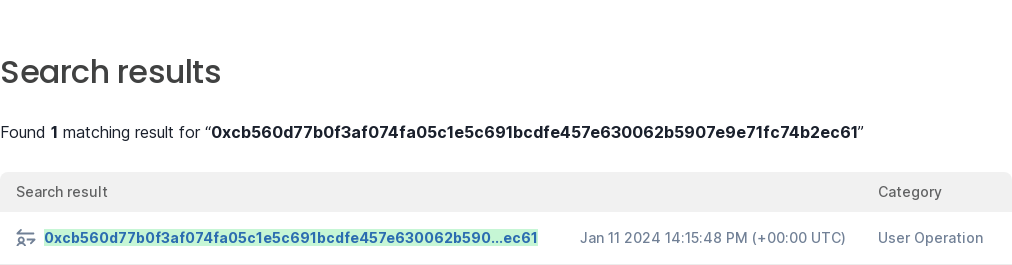 Search results
Found 1 matching result for “0xcb560d77b0f3af074fa05c1e5c691bcdfe457e630062b5907e9e71fc74b2ec61”
Search result Category
0xcb560d77b0f3af074fa05c1e5c691bcdfe457e630062b590...ec61 Jan 11 2024 14:15:48 PM (+00:00 UTC) User Operation